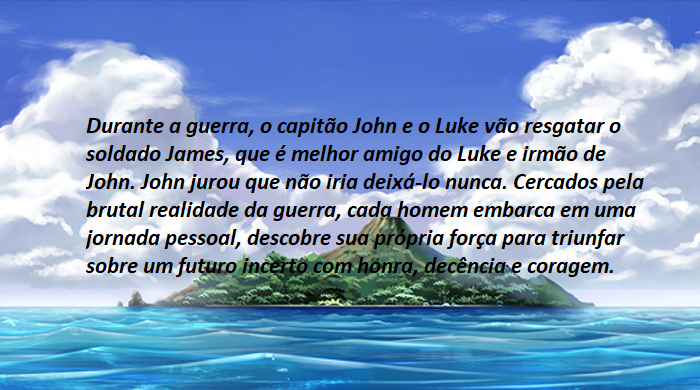 Durante a guerra, o capitão John e o Luke vão resgatar o
soldado James, que é melhor amigo do Luke e irmão de
John. John jurou que não iria deixá-lo nunca. Cercados pela
brutal realidade da guerra, cada homem embarca em uma
jornada pessoal, descobre sua própria força para triunfar
sobre um futuro incerto com honra, decência e coragem.